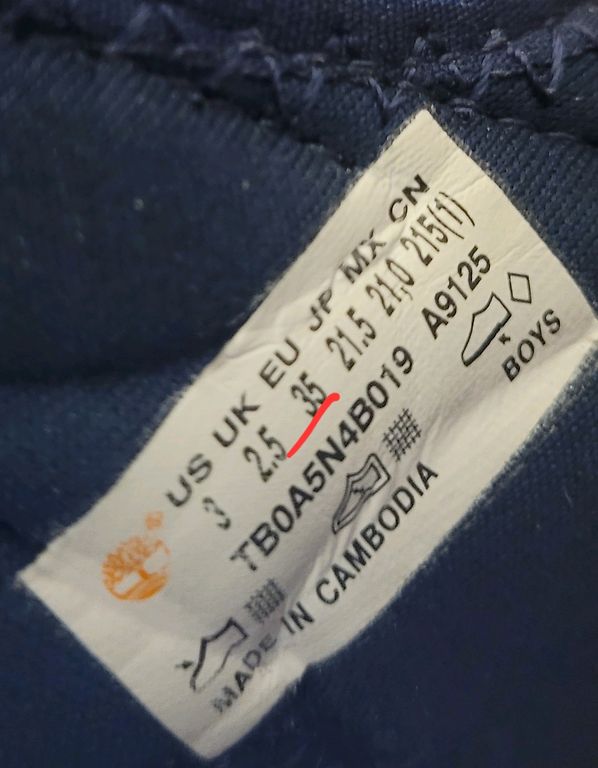 US UK EU JP MX CN
3 2.5 35 21.5 21,0 215(1)
TB0A5N4B019 A9125
BOYS
MADE IN CAMBODIA